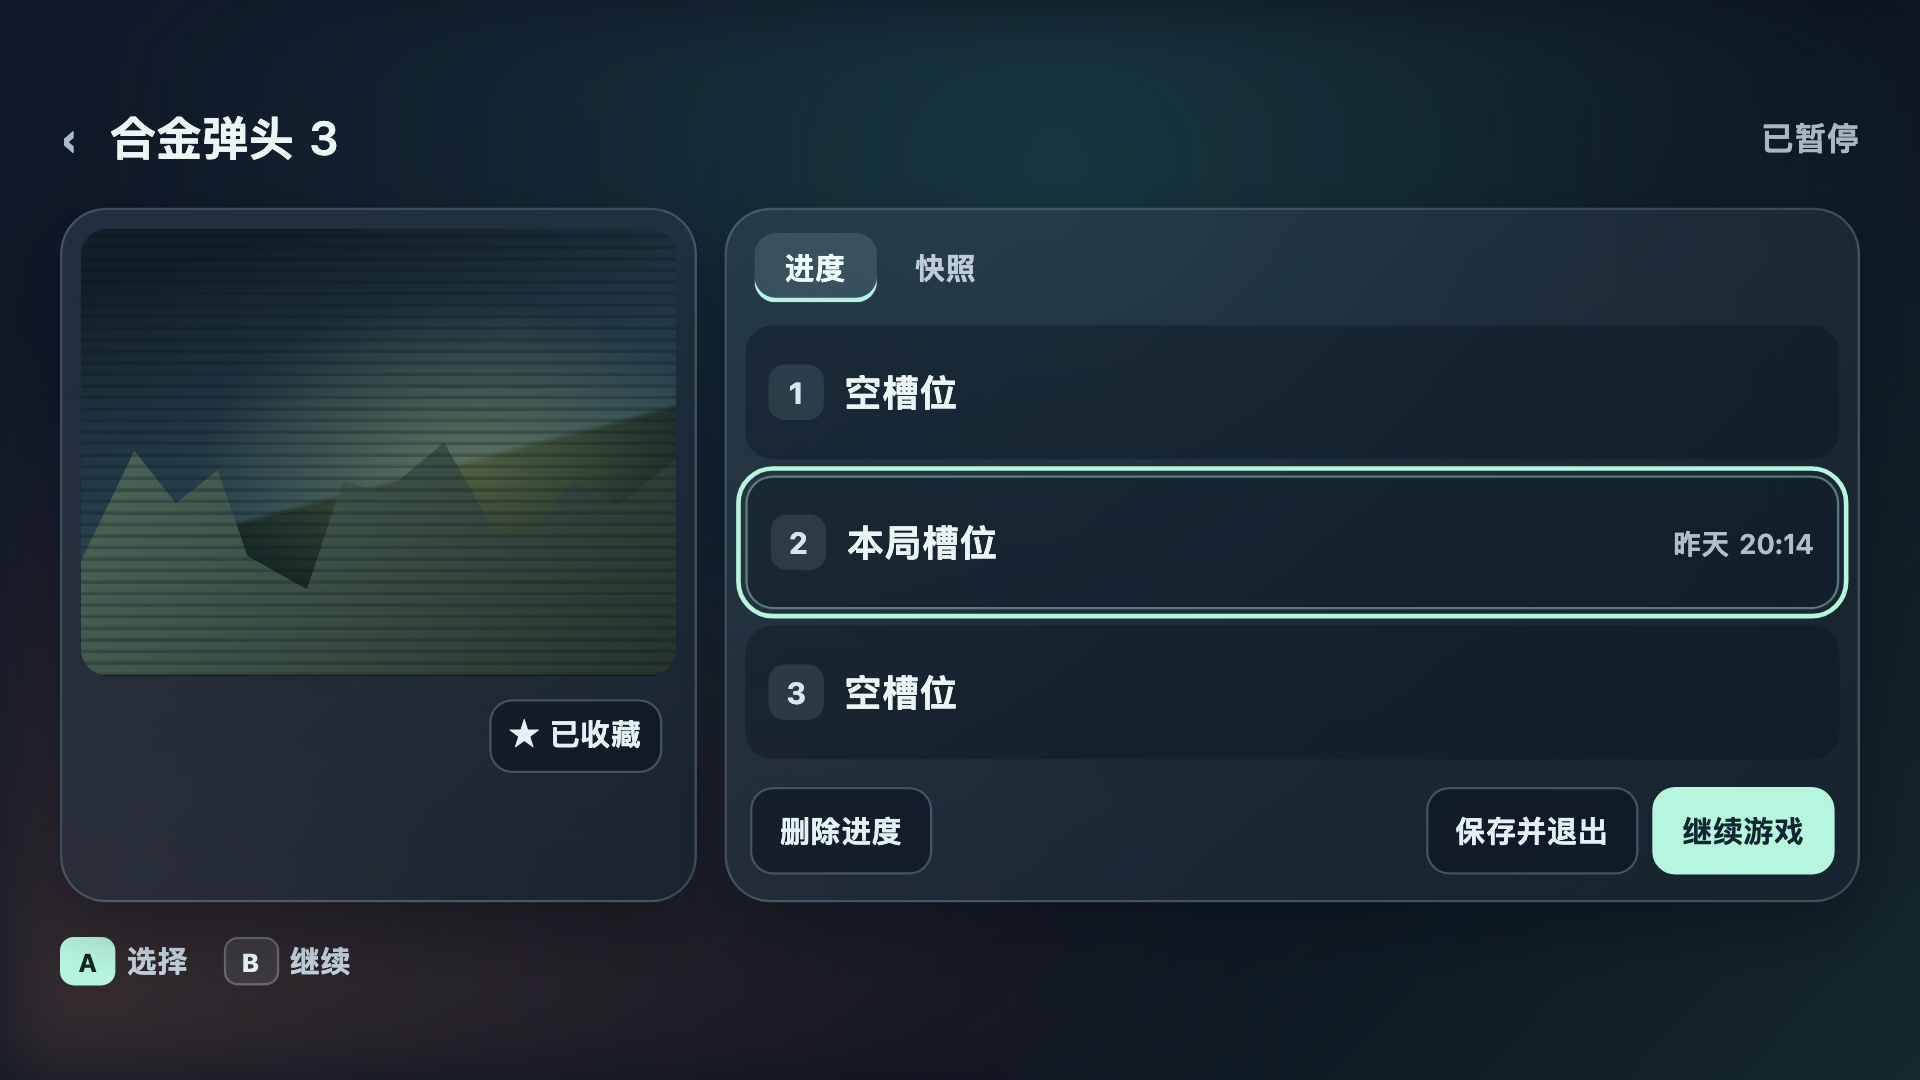 ‹ 合金弹头 3
已暂停
★ 已收藏
进度 快照
1 空槽位
2 本局槽位 昨天 20:14
3 空槽位
删除进度 保存并退出 继续游戏
A 选择 B 继续